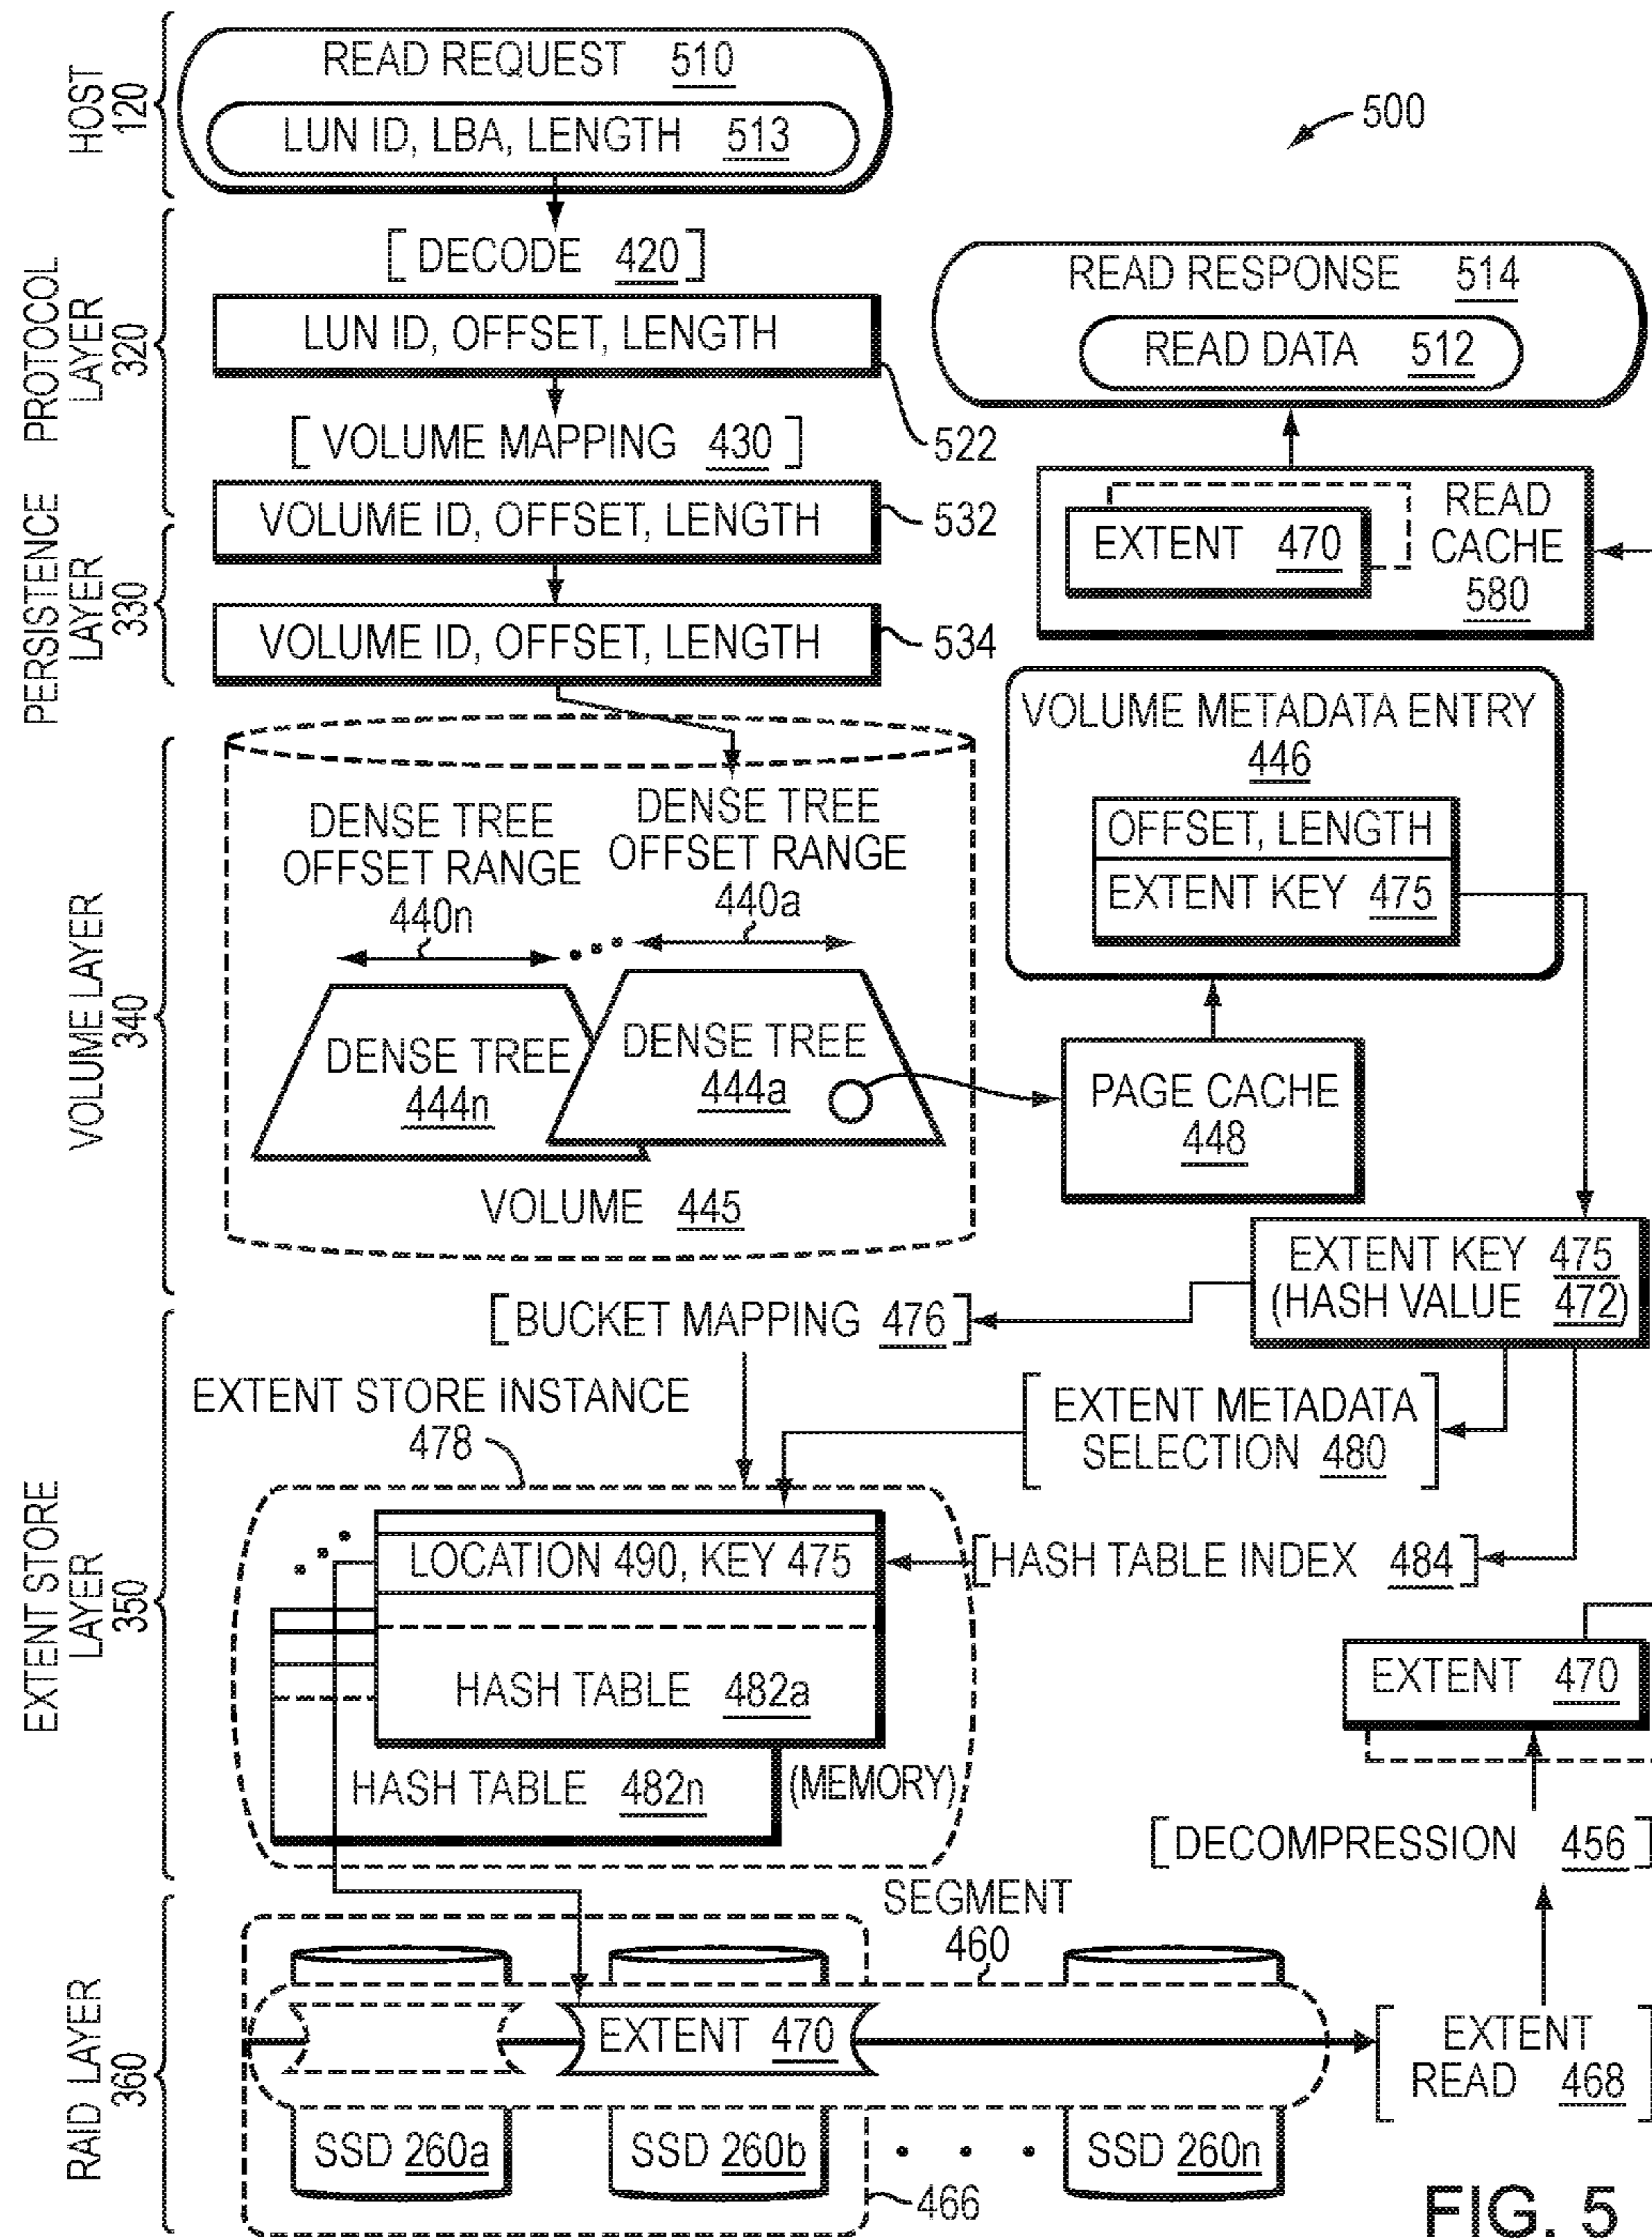 HOST
120
READ REQUEST 510
LUN ID, LBA, LENGTH 513
500
PROTOCOL
LAYER
320
[DECODE 420]
LUN ID, OFFSET, LENGTH
522
[VOLUME MAPPING 430]
VOLUME ID, OFFSET, LENGTH
532
READ RESPONSE 514
READ DATA 512
EXTENT 470
READ
CACHE
580
PERSISTENCE
LAYER
330
VOLUME ID, OFFSET, LENGTH
534
VOLUME LAYER
340
DENSE TREE
OFFSET RANGE
440n
DENSE TREE
OFFSET RANGE
440a
DENSE TREE
444n
DENSE TREE
444a
VOLUME 445
VOLUME METADATA ENTRY
446
OFFSET, LENGTH
EXTENT KEY 475
PAGE CACHE
448
EXTENT KEY 475
(HASH VALUE 472)
EXTENT STORE
LAYER
350
[BUCKET MAPPING 476]
EXTENT STORE INSTANCE
478
[EXTENT METADATA
SELECTION 480]
LOCATION 490, KEY 475
[HASH TABLE INDEX 484]
HASH TABLE 482a
HASH TABLE 482n
(MEMORY)
EXTENT 470
[DECOMPRESSION 456]
RAID LAYER
360
SEGMENT
460
EXTENT 470
[EXTENT
READ 468]
SSD 260a
SSD 260b
. . .
SSD 260n
466
FIG. 5